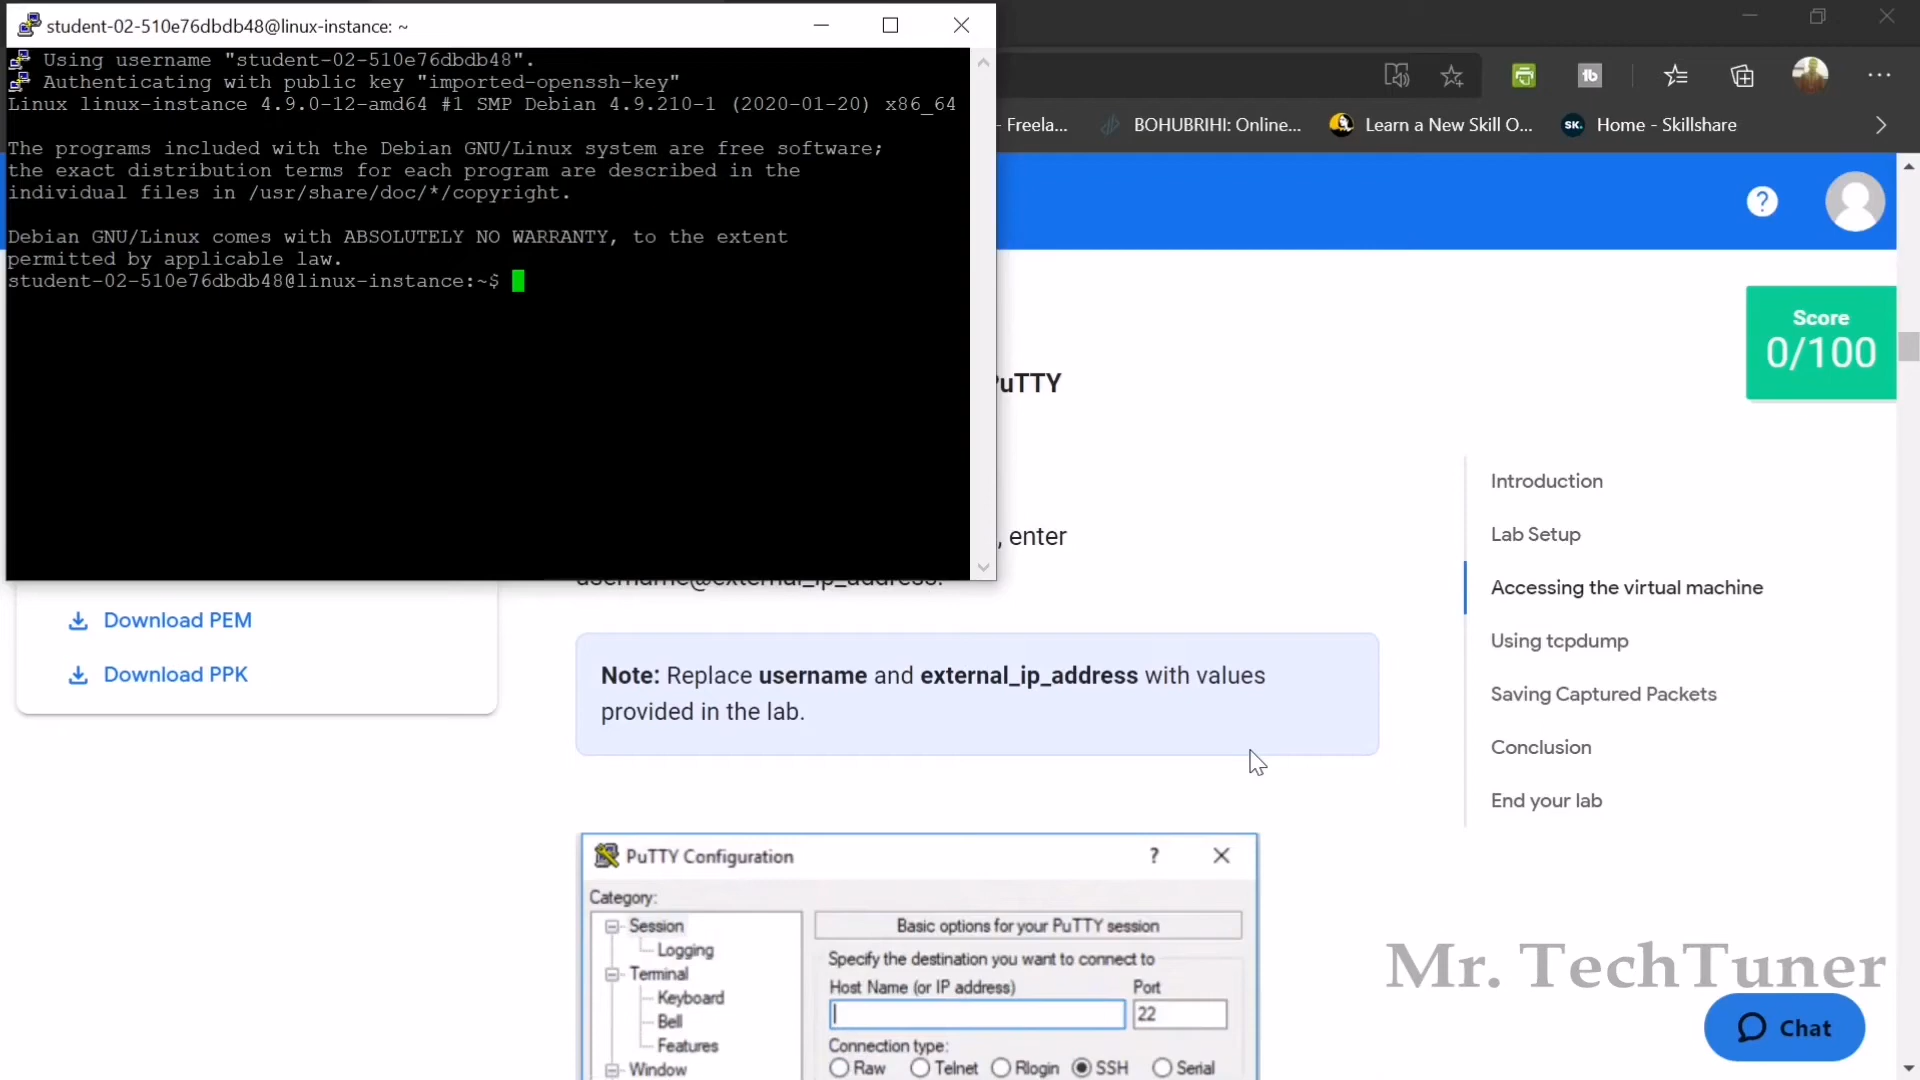 student-02-510e76dbdb48@linux-instance: ~
Using username "student-02-510e76dbdb48".
Authenticating with public key "imported-openssh-key"
Linux linux-instance 4.9.0-12-amd64 #1 SMP Debian 4.9.210-1 (2020-01-20) x86_64
The programs included with the Debian GNU/Linux system are free software;
the exact distribution terms for each program are described in the
individual files in /usr/share/doc/*/copyright.
Debian GNU/Linux comes with ABSOLUTELY NO WARRANTY, to the extent
permitted by applicable law.
student-02-510e76dbdb48@linux-instance:~$
- Freela...
BOHUBRIHI: Online...
Learn a New Skill O...
SK.
Home - Skillshare
tb
?
Score
0/100
PuTTY
, enter
username@external_ip_address.
Download PEM
Download PPK
Note: Replace username and external_ip_address with values
provided in the lab.
Introduction
Lab Setup
Accessing the virtual machine
Using tcpdump
Saving Captured Packets
Conclusion
End your lab
PuTTY Configuration
?
Category:
Session
Logging
Terminal
Keyboard
Bell
Features
Window
Basic options for your PuTTY session
Specify the destination you want to connect to
Host Name (or IP address)
Port
22
Connection type:
Raw
Telnet
Rlogin
SSH
Serial
Mr. TechTuner
Chat